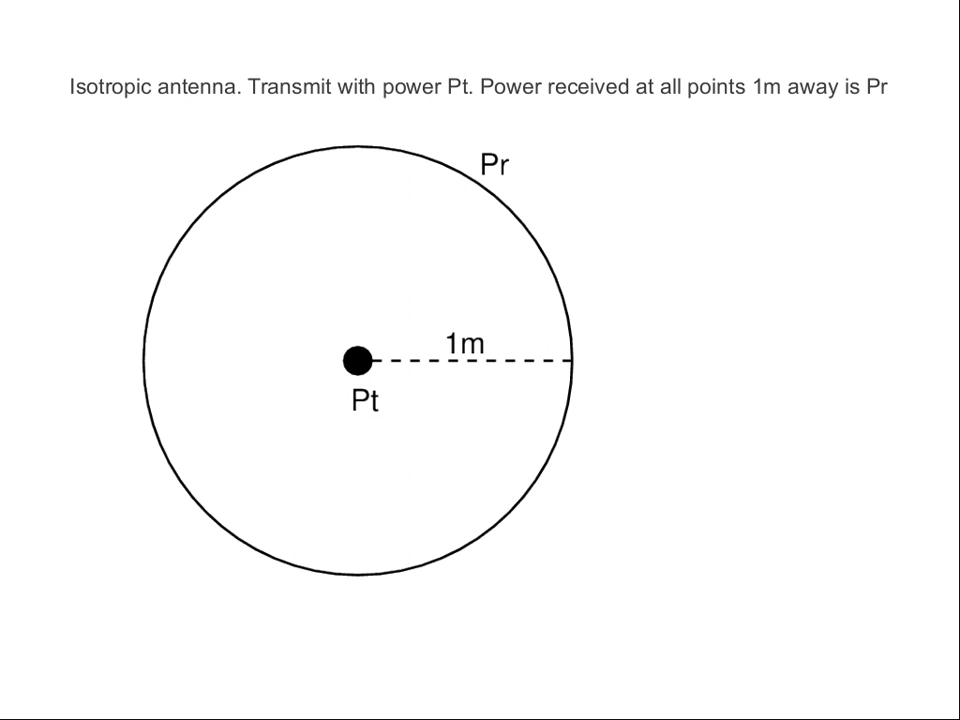 Isotropic antenna. Transmit with power Pt. Power received at all points 1m away is Pr
Pr
1m
Pt